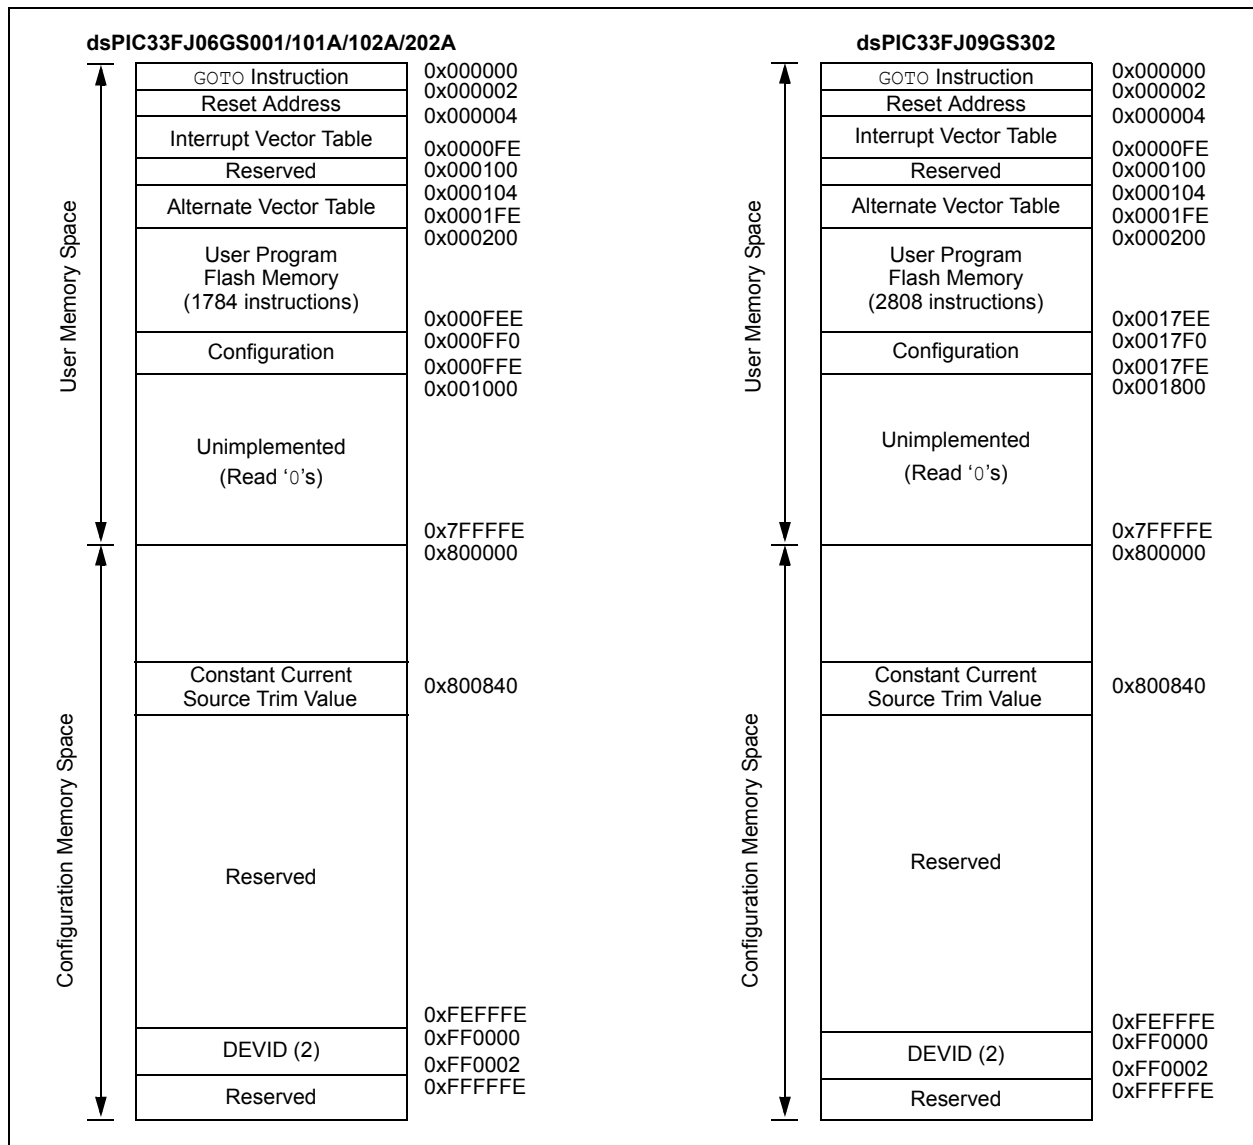 dsPIC33FJ06GS001/101A/102A/202A
User Memory Space
GOTO Instruction
0x000000
0x000002
Reset Address
0x000004
Interrupt Vector Table
0x0000FE
Reserved
0x000100
0x000104
Alternate Vector Table
0x0001FE
0x000200
User Program
Flash Memory
(1784 instructions)
0x000FEE
0x000FF0
Configuration
0x000FFE
0x001000
Unimplemented
(Read ‘0’s)
0x7FFFFE
0x800000
Configuration Memory Space
Constant Current
Source Trim Value
0x800840
Reserved
0xFEFFFE
0xFF0000
DEVID (2)
0xFF0002
0xFFFFFE
Reserved
dsPIC33FJ09GS302
User Memory Space
GOTO Instruction
0x000000
0x000002
Reset Address
0x000004
Interrupt Vector Table
0x0000FE
Reserved
0x000100
0x000104
Alternate Vector Table
0x0001FE
0x000200
User Program
Flash Memory
(2808 instructions)
0x0017EE
0x0017F0
Configuration
0x0017FE
0x001800
Unimplemented
(Read ‘0’s)
0x7FFFFE
0x800000
Configuration Memory Space
Constant Current
Source Trim Value
0x800840
Reserved
0xFEFFFE
0xFF0000
DEVID (2)
0xFF0002
0xFFFFFE
Reserved